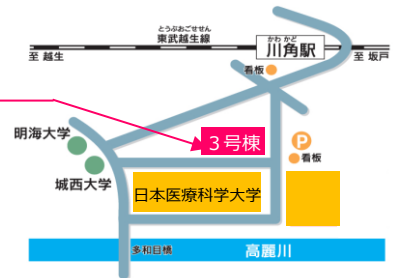 とうぶおごせせん
東武越生線
かわ かど
川角駅
至 越生
至 坂戸
看板
３号棟
明海大学
P
看板
城西大学
日本医療科学大学
多和目橋
高麗川